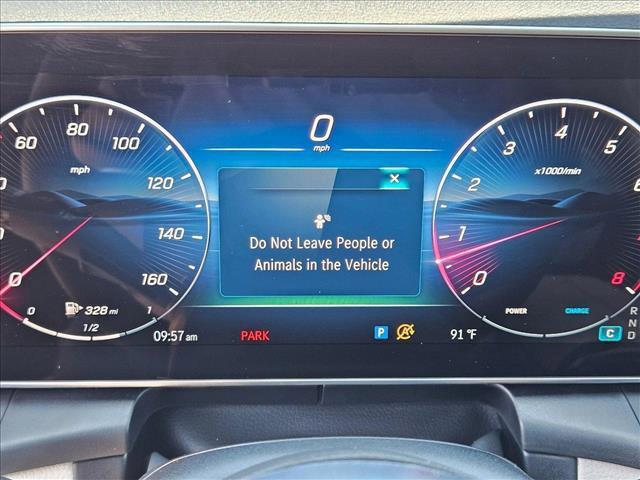 0
mph
60 80 100
120
140
160
0
mph
×
Do Not Leave People or
Animals in the Vehicle
0 1/2 1
328 mi
09:57 am PARK P A 91 °F
0 1 2 3 4 5 6
8
x1000/min
POWER CHARGE
R
N
D
C